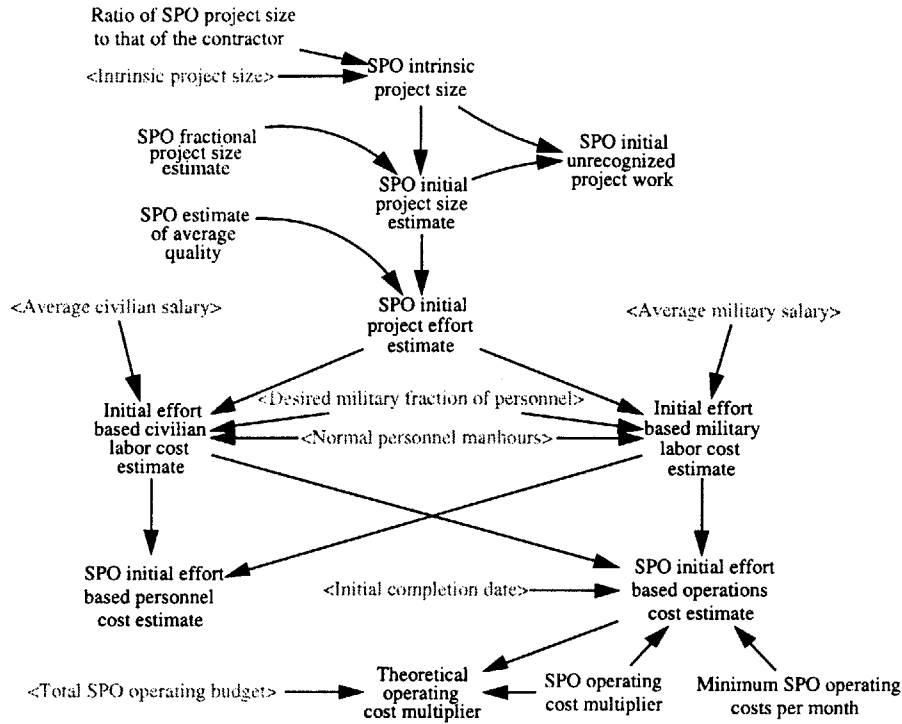 Ratio of SPO project size
to that of the contractor
<Intrinsic project size>
SPO intrinsic
project size
SPO fractional
project size
estimate
SPO initial
unrecognized
project work
SPO initial
project size
estimate
SPO estimate
of average
quality
SPO initial
project effort
estimate
<Average civilian salary>
<Average military salary>
<Desired military fraction of personnel>
<Normal personnel manhours>
Initial effort
based civilian
labor cost
estimate
Initial effort
based military
labor cost
estimate
SPO initial effort
based personnel
cost estimate
<Initial completion date>
SPO initial effort
based operations
cost estimate
<Total SPO operating budget>
Theoretical
operating
cost multiplier
SPO operating
cost multiplier
Minimum SPO operating
costs per month